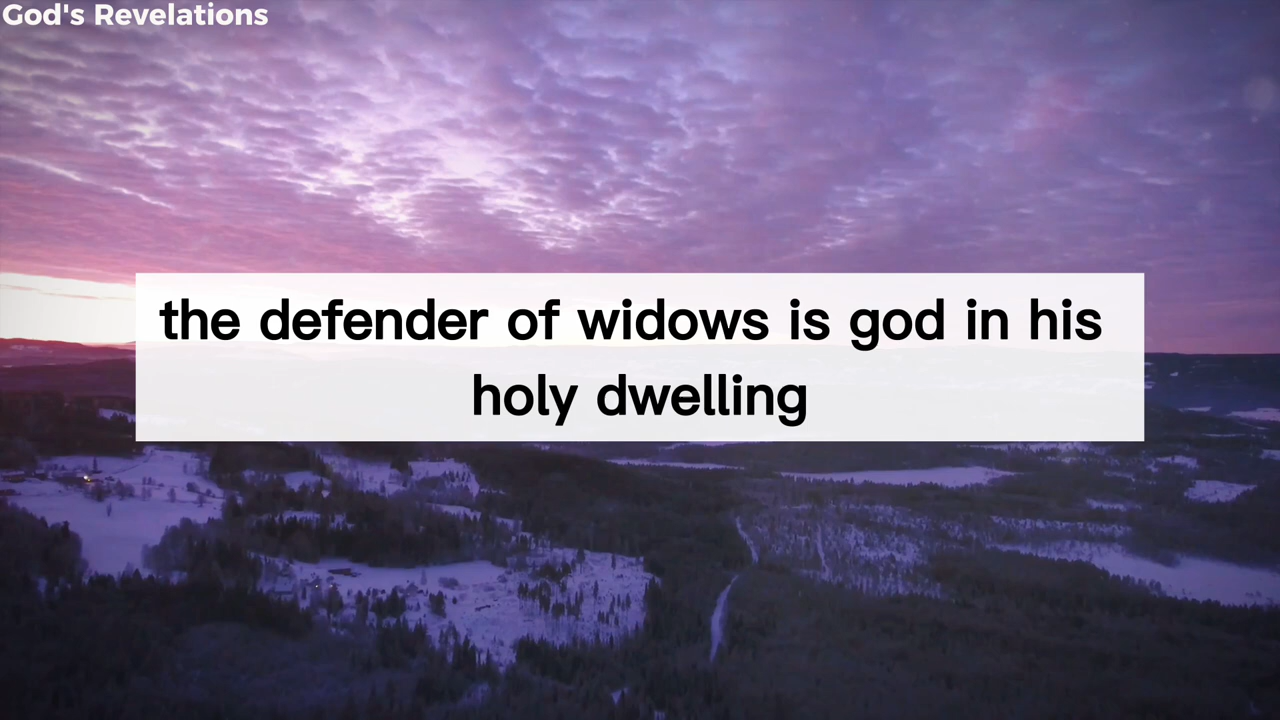 God's Revelations
the defender of widows is god in his
holy dwelling